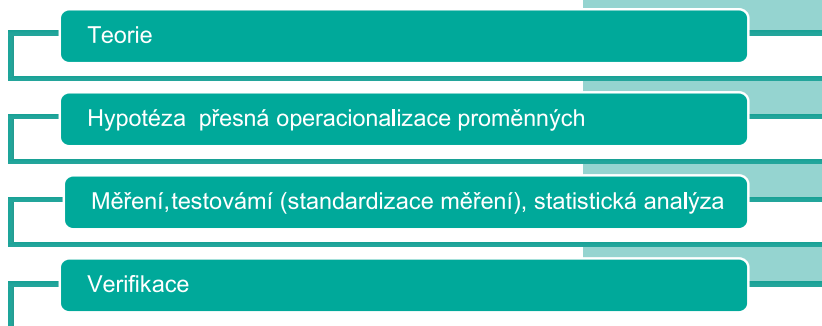 Teorie
Hypotéza  přesná operacionalizace proměnných
Měření,testovámí (standardizace měření), statistická analýza
Verifikace